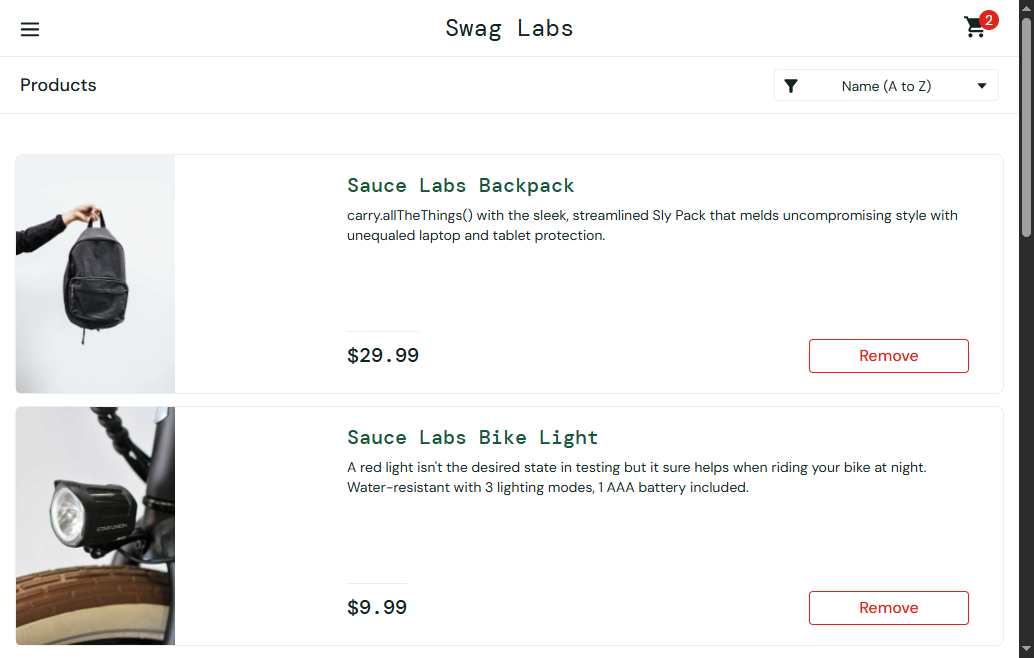 Swag Labs
2
Products
Name (A to Z)
Sauce Labs Backpack
carry.allTheThings() with the sleek, streamlined Sly Pack that melds uncompromising style with
unequaled laptop and tablet protection.
$29.99
Remove
Sauce Labs Bike Light
A red light isn't the desired state in testing but it sure helps when riding your bike at night.
Water-resistant with 3 lighting modes, 1 AAA battery included.
$9.99
Remove